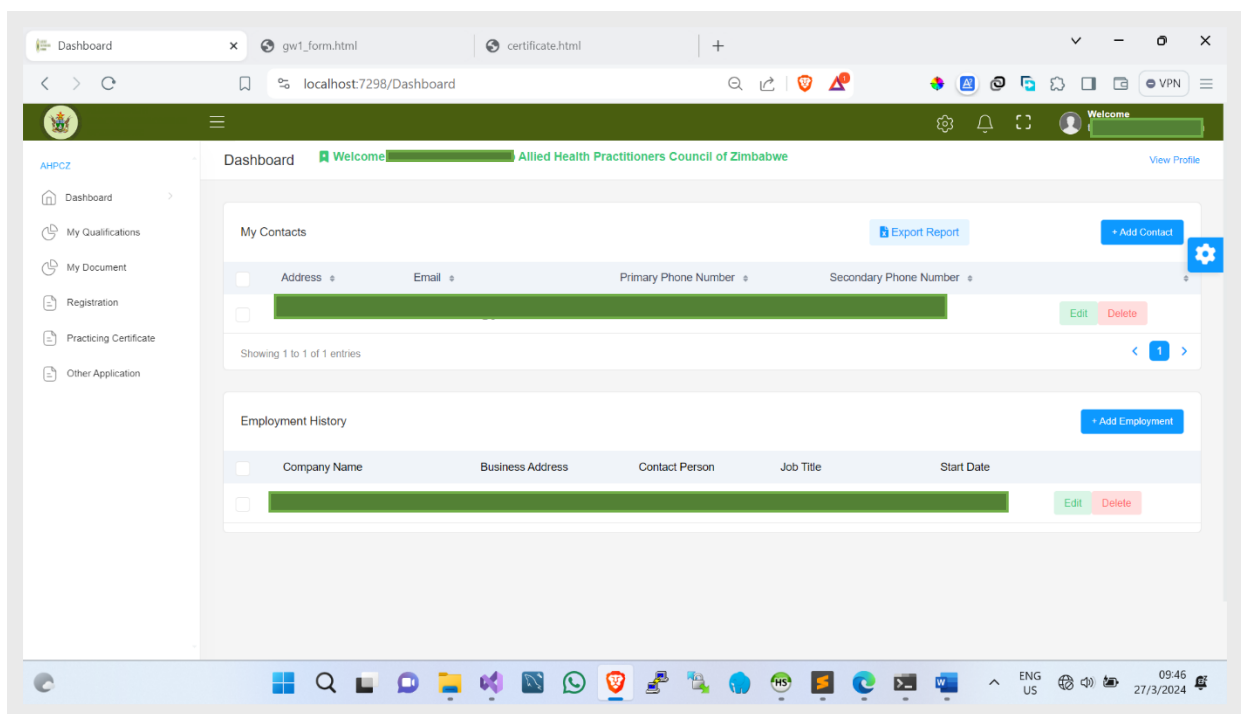 Dashboard
gw1_form.html
certificate.html
localhost:7298/Dashboard
VPN
Welcome
AHPCZ
Dashboard
Welcome Allied Health Practitioners Council of Zimbabwe
View Profile
Dashboard
My Qualifications
My Document
Registration
Practicing Certificate
Other Application
My Contacts
Export Report
+ Add Contact
Address Email Primary Phone Number Secondary Phone Number
Edit Delete
Showing 1 to 1 of 1 entries
< 1 >
Employment History
+ Add Employment
Company Name Business Address Contact Person Job Title Start Date
Edit Delete
ENG
US
09:46
27/3/2024